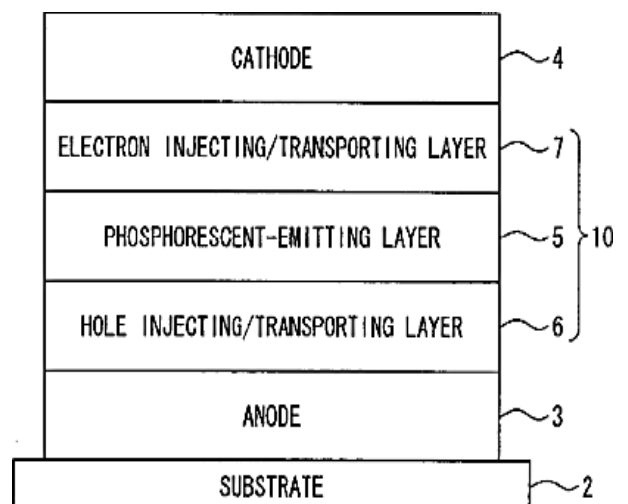 CATHODE 4
ELECTRON INJECTING/TRANSPORTING LAYER 7
PHOSPHORESCENT-EMITTING LAYER 5 10
HOLE INJECTING/TRANSPORTING LAYER 6
ANODE 3
SUBSTRATE 2